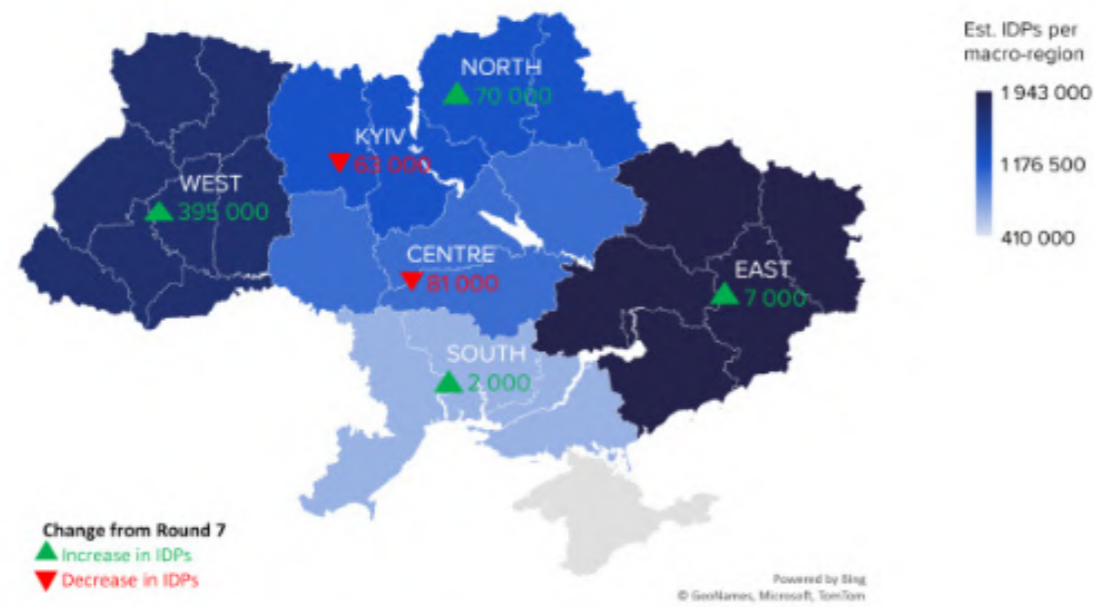 Est. IDPs per
macro-region
1 943 000
1 176 500
410 000
NORTH
70 000
KYIV
63 000
WEST
395 000
CENTRE
81 000
EAST
7 000
SOUTH
2 000
Change from Round 7
Increase in IDPs
Decrease in IDPs
Powered by Bing
© GeoNames, Microsoft, TomTom